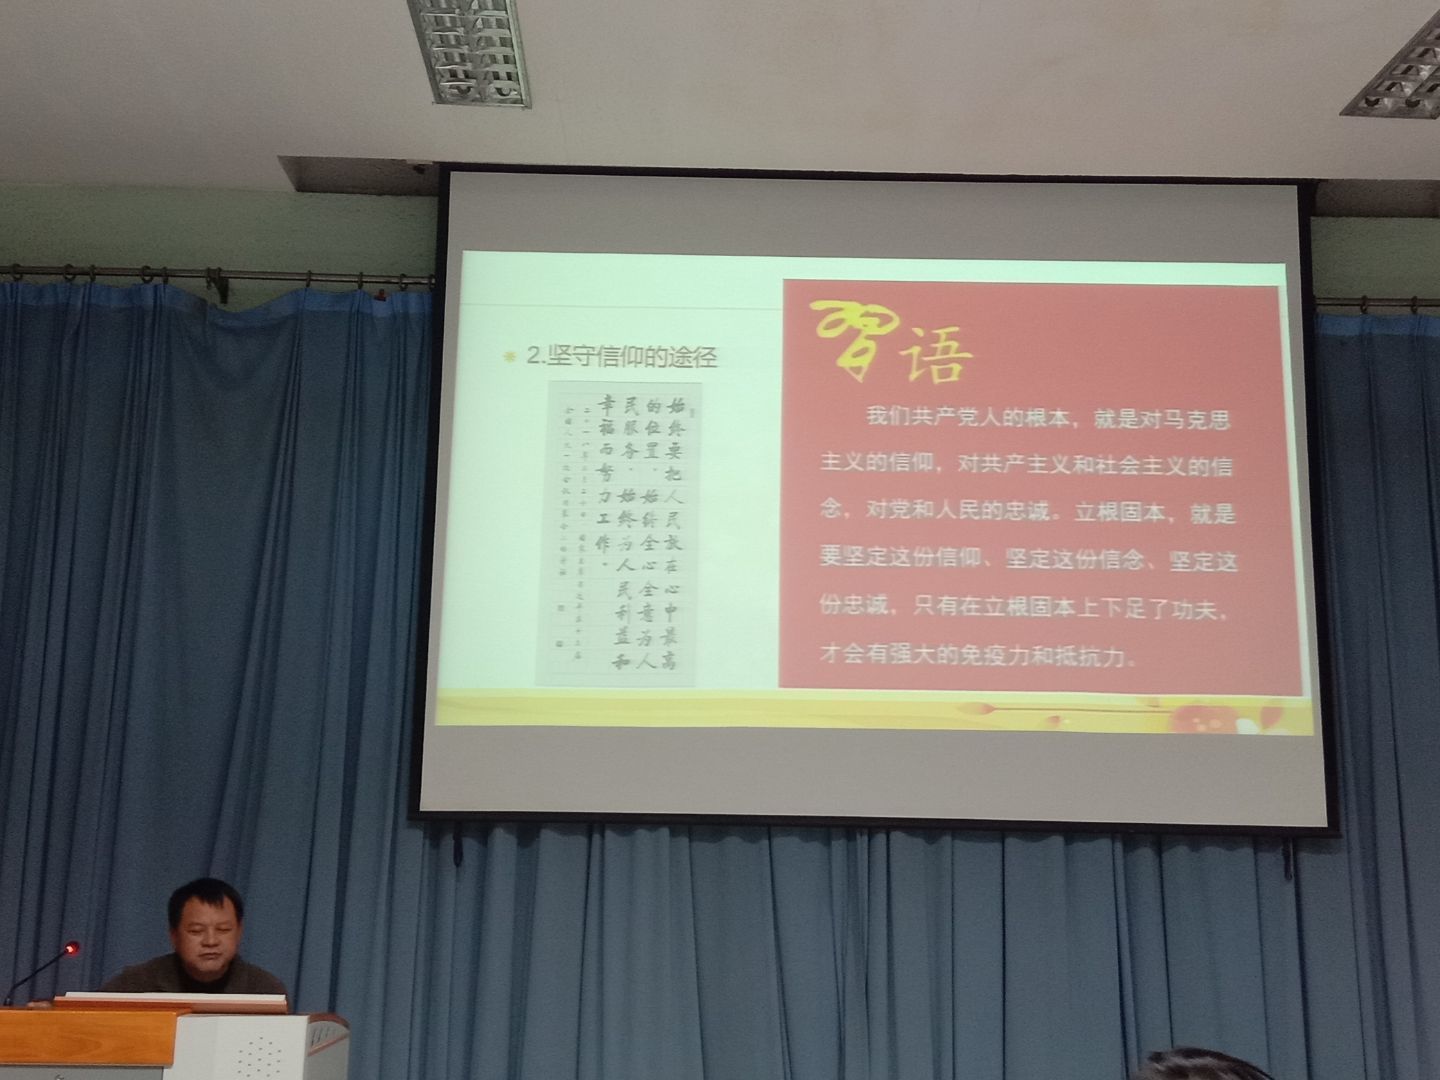 2.坚守信仰的途径
始终要把人民放在心中最高
的位置，始终全心全意为人
民服务，始终为人民利益和
幸福而努力工作。
習语
我们共产党人的根本，就是对马克思
主义的信仰，对共产主义和社会主义的信
念，对党和人民的忠诚。立根固本，就是
要坚定这份信仰、坚定这份信念、坚定这
份忠诚，只有在立根固本上下足了功夫，
才会有强大的免疫力和抵抗力。